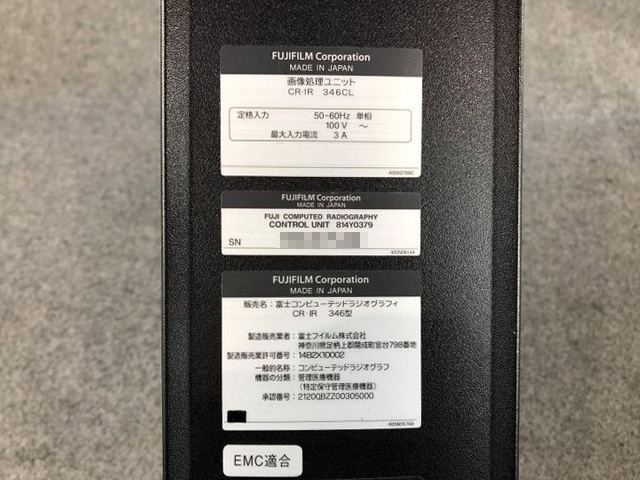 FUJIFILM Corporation
MADE IN JAPAN
画像処理ユニット
CR-IR 346CL
定格入力 50-60Hz 単相
100 V ～
最大入力電流 3 A
FUJIFILM Corporation
MADE IN JAPAN
FUJI COMPUTED RADIOGRAPHY
CONTROL UNIT 814Y0379
SN
FUJIFILM Corporation
MADE IN JAPAN
販売名：富士コンピューテッドラジオグラフィ
CR-IR 346型
製造販売業者：富士フイルム株式会社
神奈川県足柄上郡開成町宮台798番地
製造販売業許可番号：14B2X10002
一般的名称：コンピューテッドラジオグラフ
機器の分類：管理医療機器
（特定保守管理医療機器）
承認番号：21200BZZ00305000
EMC適合